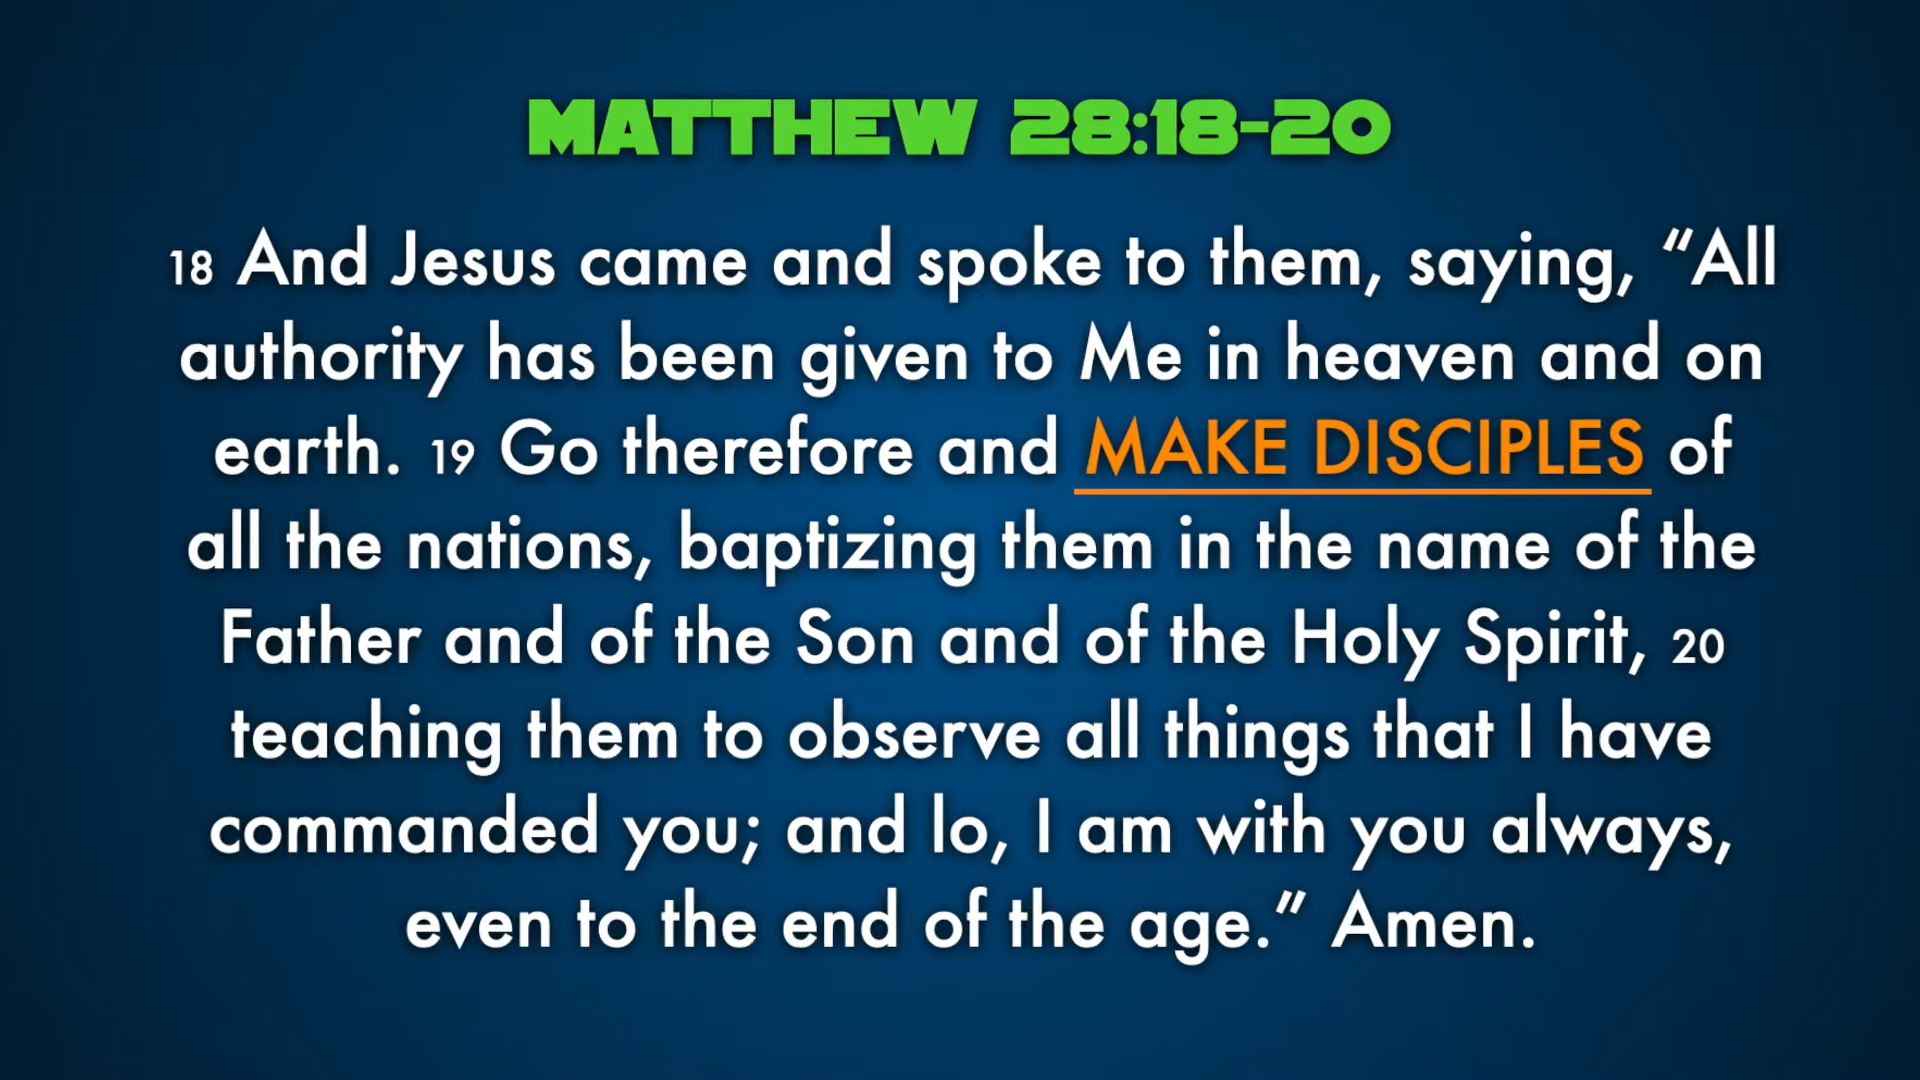 MATTHEW 28:18-20
18 And Jesus came and spoke to them, saying, “All
authority has been given to Me in heaven and on
earth. 19 Go therefore and MAKE DISCIPLES of
all the nations, baptizing them in the name of the
Father and of the Son and of the Holy Spirit, 20
teaching them to observe all things that I have
commanded you; and lo, I am with you always,
even to the end of the age.” Amen.